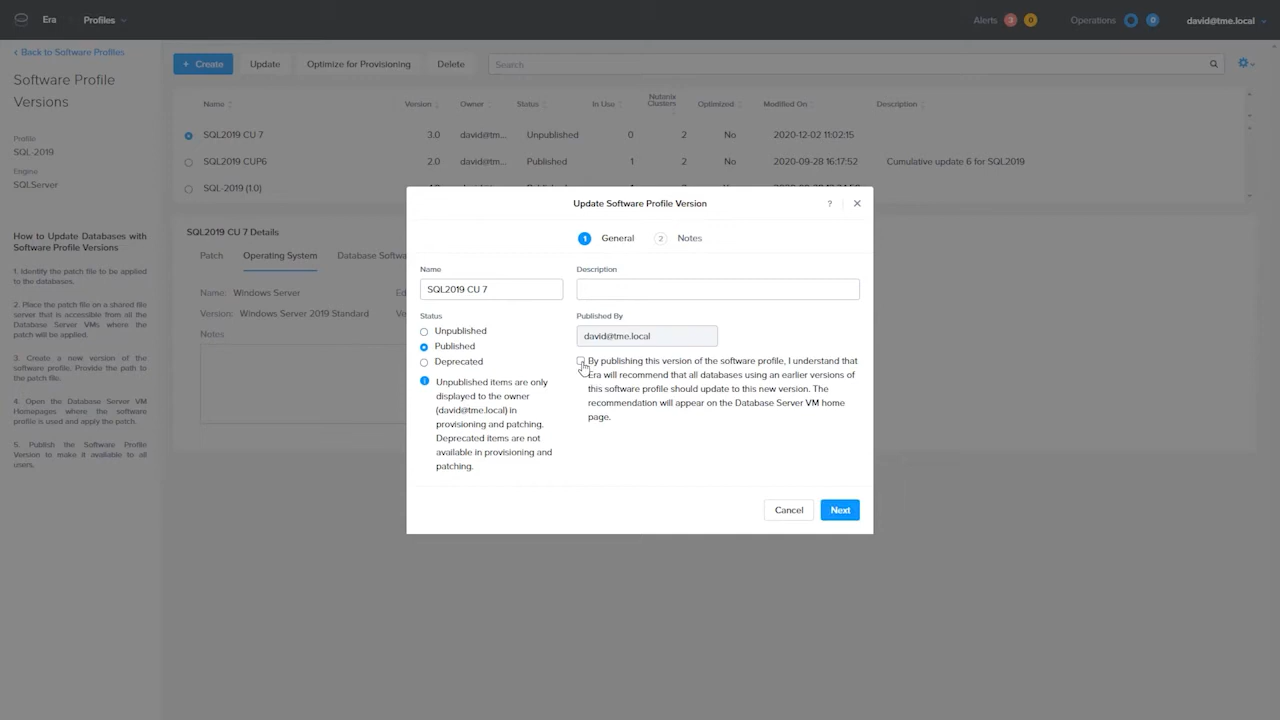 Era
Profiles
Alerts 3 0
Operations 0
david@tme.local
Back to Software Profiles
Software Profile
Versions
Profile
SQL-2019
Engine
SQLServer
How to Update Databases with
Software Profile Versions
1. Identify the patch file to be applied
to the databases.
2. Place the patch file on a shared file
server that is accessible from all the
Database Server VMs where the
patch will be applied.
3. Create a new version of the
software profile. Provide the path to
the patch file.
4. Open the Database Server VM
Homepages where the software
profile is used and apply the patch.
5. Publish the Software Profile
Version to make it available to all
users.
+ Create
Update
Optimize for Provisioning
Delete
Search
Name Version Owner Status In Use Nutanix Clusters Optimized Modified On Description
SQL2019 CU 7 3.0 david@tm... Unpublished 0 2 No 2020-12-02 11:02:15
SQL2019 CUP6 2.0 david@tm... Published 1 2 No 2020-09-28 16:17:52 Cumulative update 6 for SQL2019
SQL-2019 (1.0)
SQL2019 CU 7 Details
Patch Operating System Database Softwa
Name: Windows Server Ed
Version: Windows Server 2019 Standard Ve
Notes
Update Software Profile Version
?
1 General 2 Notes
Name
SQL2019 CU 7
Description
Status
Unpublished
Published
Deprecated
Unpublished items are only
displayed to the owner
(david@tme.local) in
provisioning and patching.
Deprecated items are not
available in provisioning and
patching.
Published By
david@tme.local
By publishing this version of the software profile, I understand that
Era will recommend that all databases using an earlier versions of
this software profile should update to this new version. The
recommendation will appear on the Database Server VM home
page.
Cancel
Next